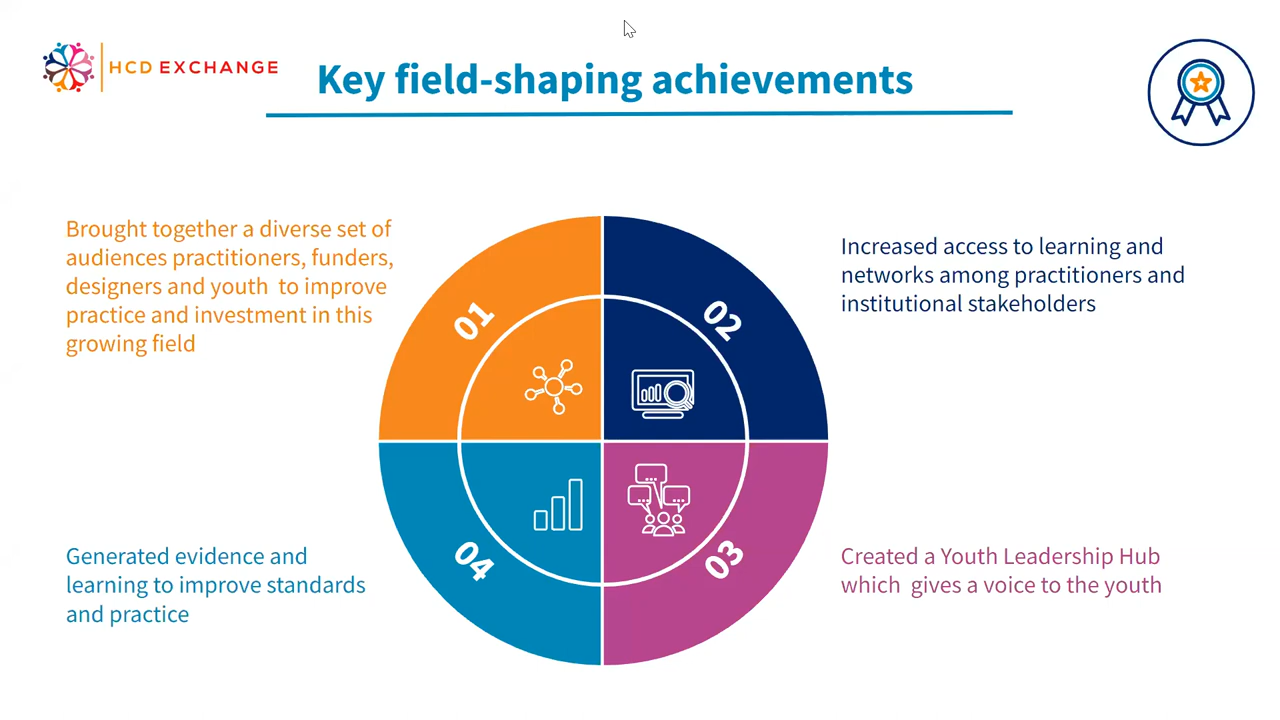 HCD EXCHANGE
Key field-shaping achievements
Brought together a diverse set of
audiences practitioners, funders,
designers and youth  to improve
practice and investment in this
growing field
01
02
Increased access to learning and
networks among practitioners and
institutional stakeholders
Generated evidence and
learning to improve standards
and practice
04
03
Created a Youth Leadership Hub
which  gives a voice to the youth